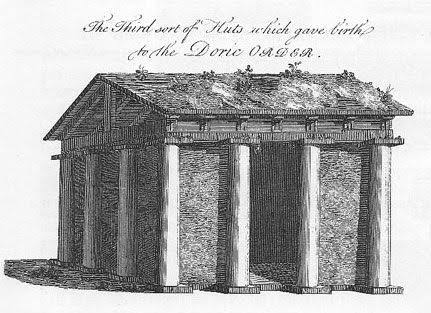 The Third sort of Huts which gave birth
to the Doric ORDER.